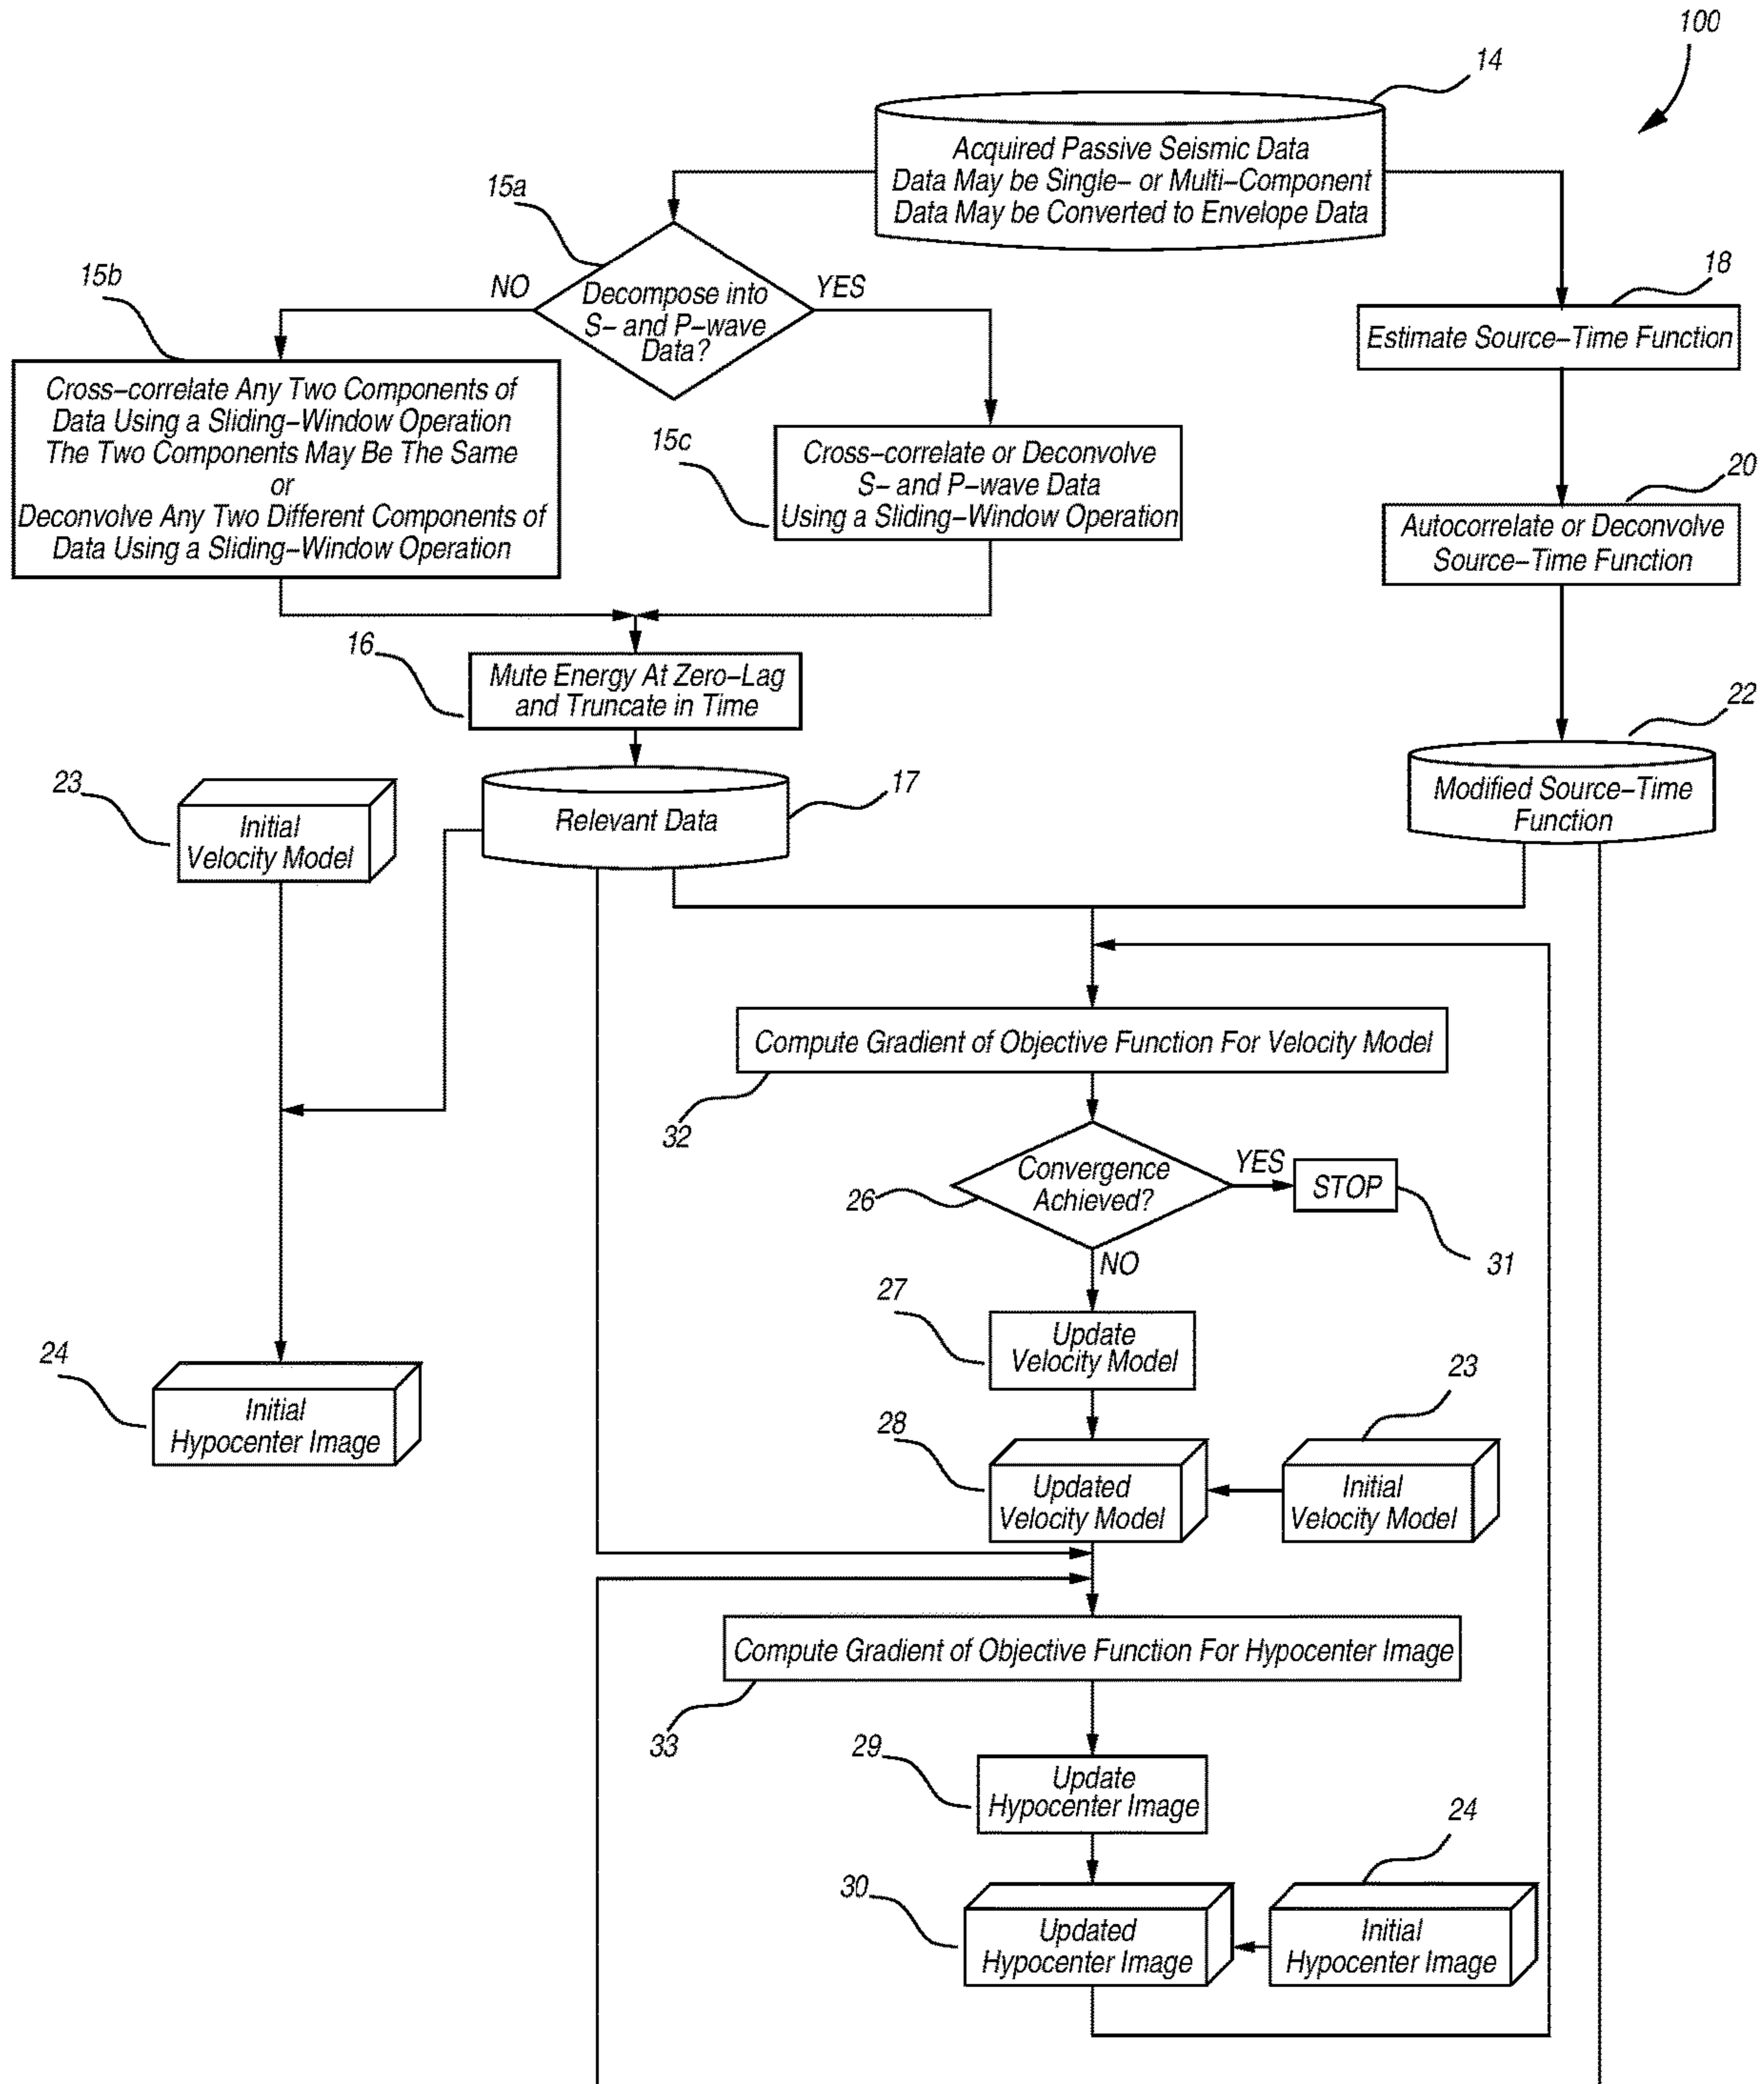 100
14
Acquired Passive Seismic Data
Data May be Single- or Multi-Component
Data May be Converted to Envelope Data
15a
NO
Decompose into
S- and P-wave
Data?
YES
15b
Cross-correlate Any Two Components of
Data Using a Sliding-Window Operation
The Two Components May Be The Same
or
Deconvolve Any Two Different Components of
Data Using a Sliding-Window Operation
15c
Cross-correlate or Deconvolve
S- and P-wave Data
Using a Sliding-Window Operation
18
Estimate Source-Time Function
20
Autocorrelate or Deconvolve
Source-Time Function
16
Mute Energy At Zero-Lag
and Truncate in Time
22
Modified Source-Time
Function
23
Initial
Velocity Model
17
Relevant Data
Compute Gradient of Objective Function For Velocity Model
32
Convergence
Achieved?
26
YES
STOP
31
NO
27
Update
Velocity Model
24
Initial
Hypocenter Image
28
Updated
Velocity Model
23
Initial
Velocity Model
Compute Gradient of Objective Function For Hypocenter Image
33
29
Update
Hypocenter Image
30
Updated
Hypocenter Image
24
Initial
Hypocenter Image